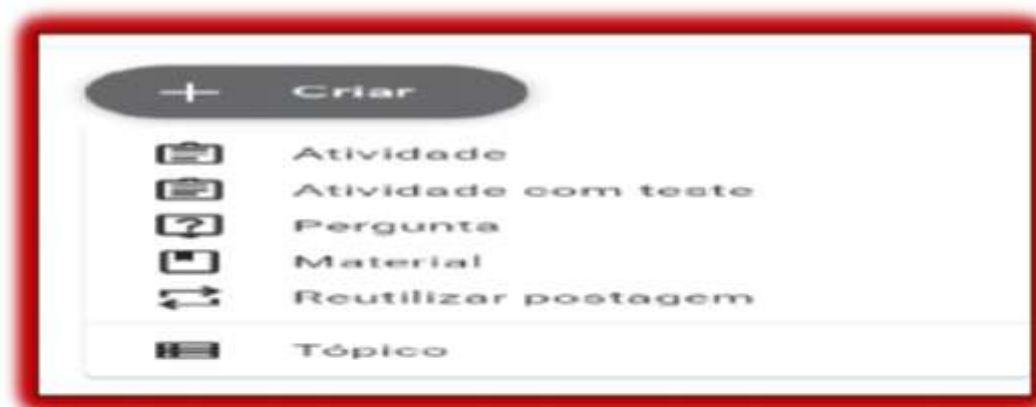 Criar
Atividade
Atividade com teste
Pergunta
Material
Reutilizar postagem
Tópico